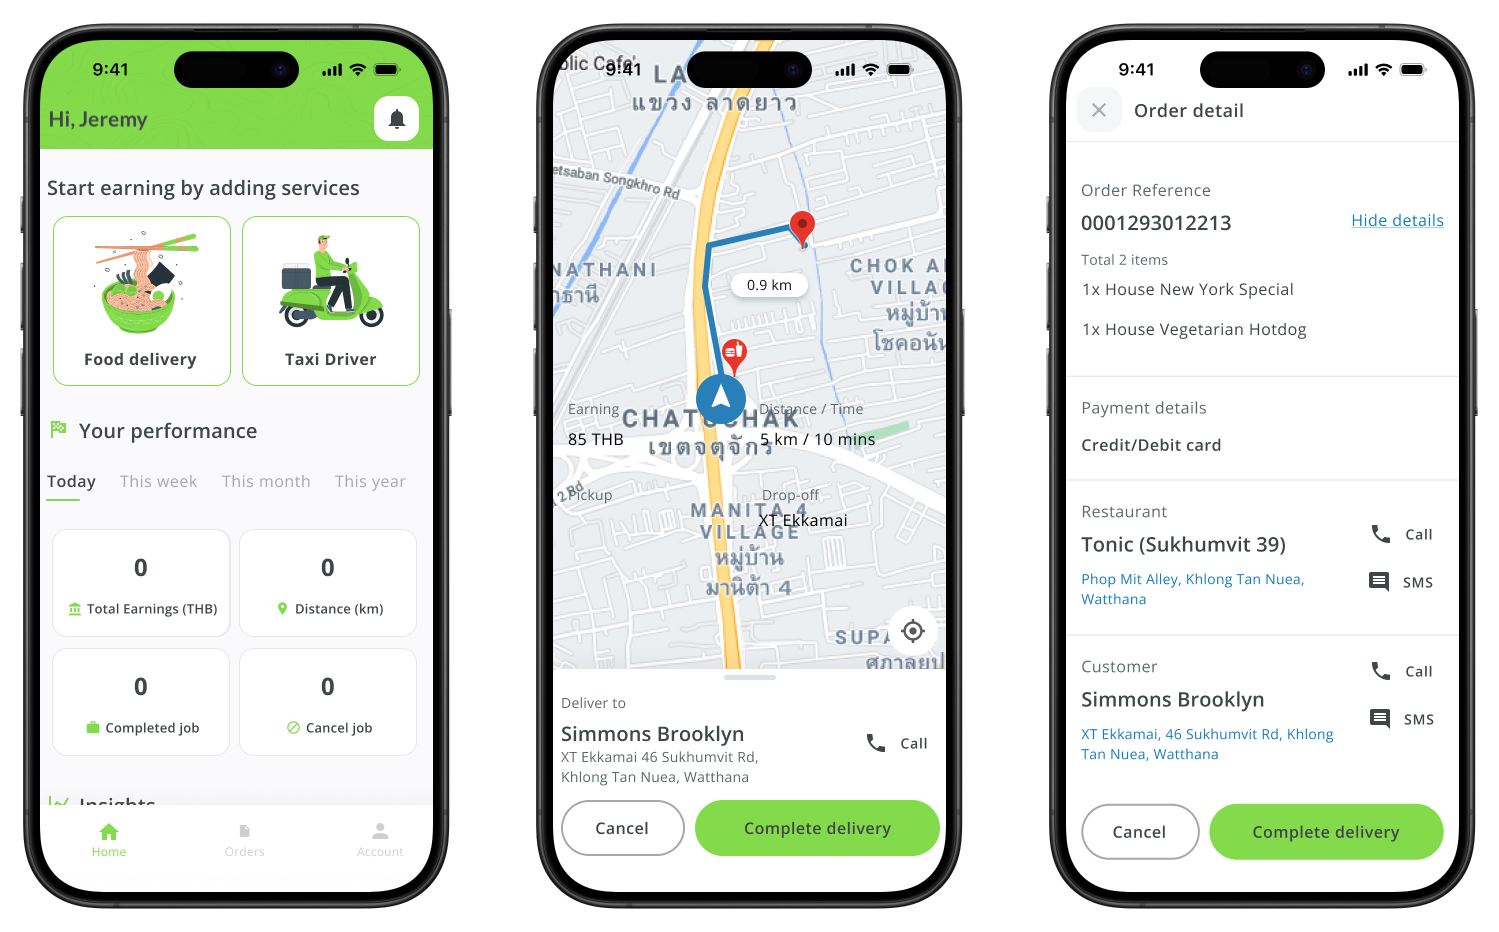 9:41
Hi, Jeremy
Start earning by adding services
Food delivery
Taxi Driver
Your performance
Today
This week
This month
This year
0
Total Earnings (THB)
0
Distance (km)
0
Completed job
0
Cancel job
Insights
Home
Orders
Account
olic Cafe'
9:41
LA
แขวง ลาดยาว
etsaban Songkhro Rd
NATHANI
าธานี
CHOK A
VILLAG
หมู่บ้าน
โชคอนัน
0.9 km
Earning
Distance / Time
CHATUCHAK
85 THB
5 km / 10 mins
เขตจตุจักร
2 Rd
Pickup
Drop-off
MANITA 4
XT Ekkamai
VILLAGE
หมู่บ้าน
มานิต้า 4
SUPA
ศุภาลัยป
Deliver to
Simmons Brooklyn
XT Ekkamai 46 Sukhumvit Rd,
Khlong Tan Nuea, Watthana
Call
Cancel
Complete delivery
9:41
Order detail
Order Reference
0001293012213
Hide details
Total 2 items
1x House New York Special
1x House Vegetarian Hotdog
Payment details
Credit/Debit card
Restaurant
Tonic (Sukhumvit 39)
Phop Mit Alley, Khlong Tan Nuea,
Watthana
Call
SMS
Customer
Simmons Brooklyn
XT Ekkamai, 46 Sukhumvit Rd, Khlong
Tan Nuea, Watthana
Call
SMS
Cancel
Complete delivery